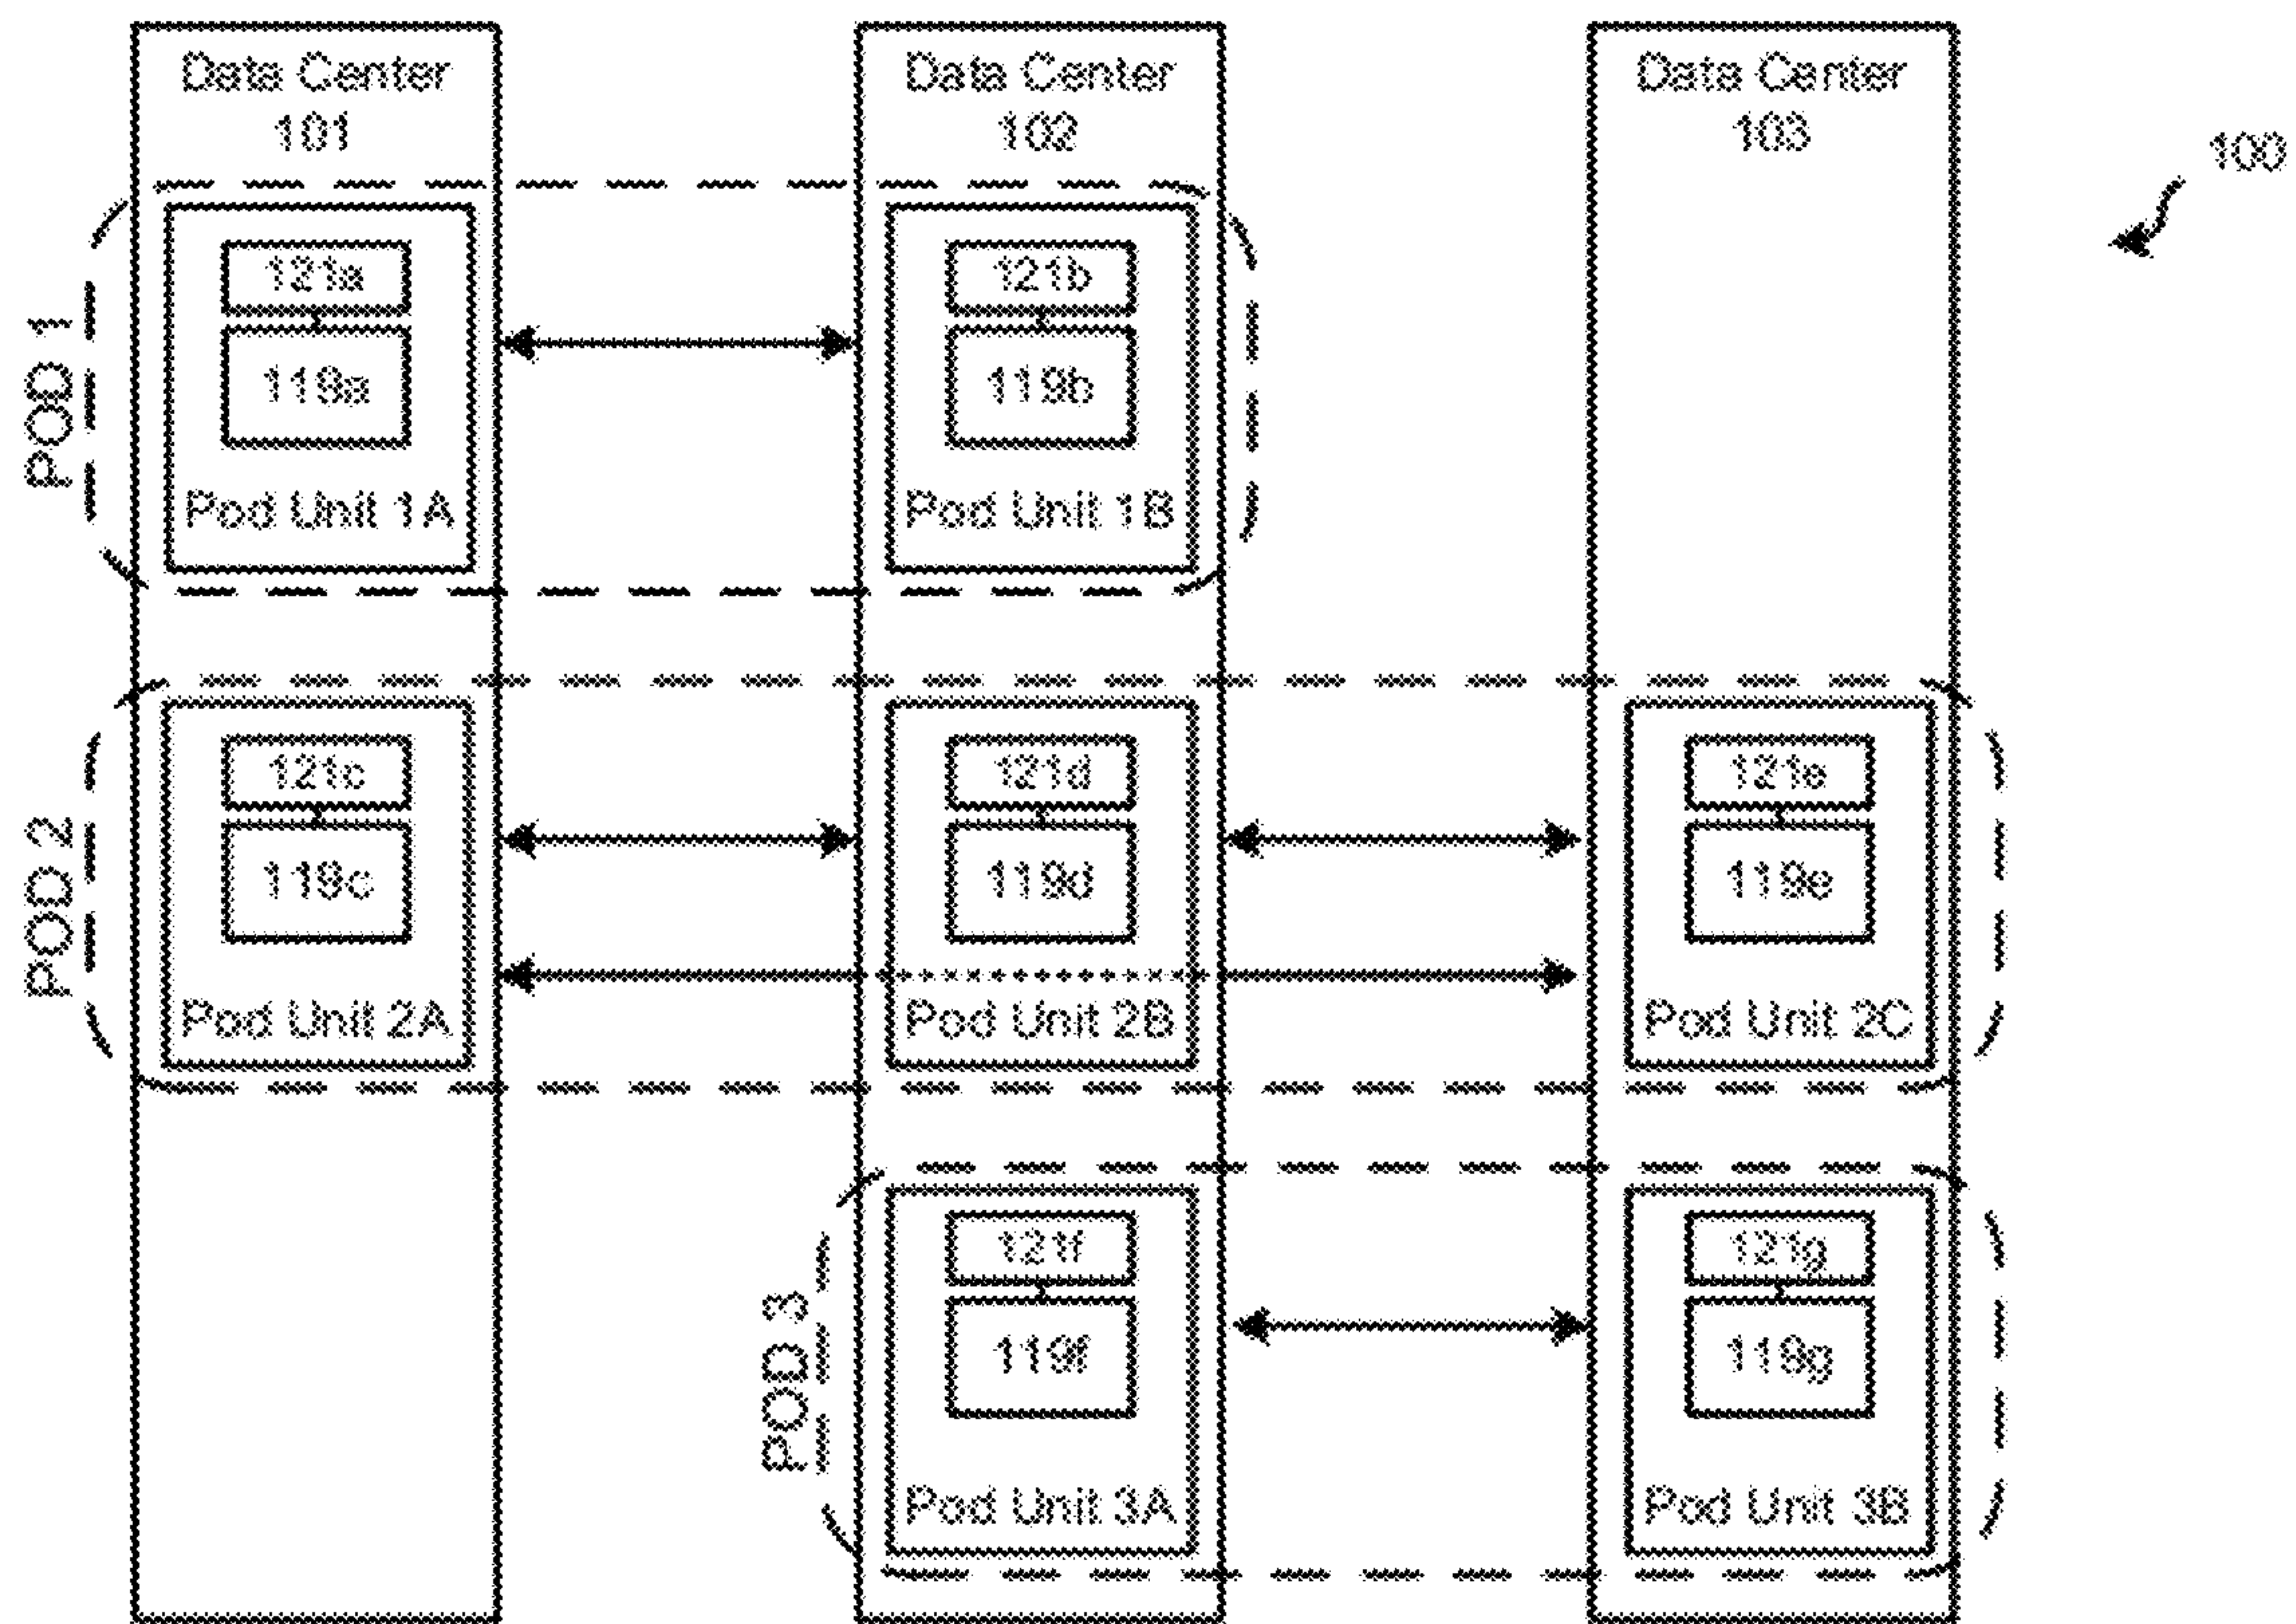 Data Center
101
Data Center
102
Data Center
103
100
POD 1
121a
119a
Pod Unit 1A
121b
119b
Pod Unit 1B
POD 2
121c
119c
Pod Unit 2A
121d
119d
Pod Unit 2B
121e
119e
Pod Unit 2C
POD 3
121f
119f
Pod Unit 3A
121g
119g
Pod Unit 3B